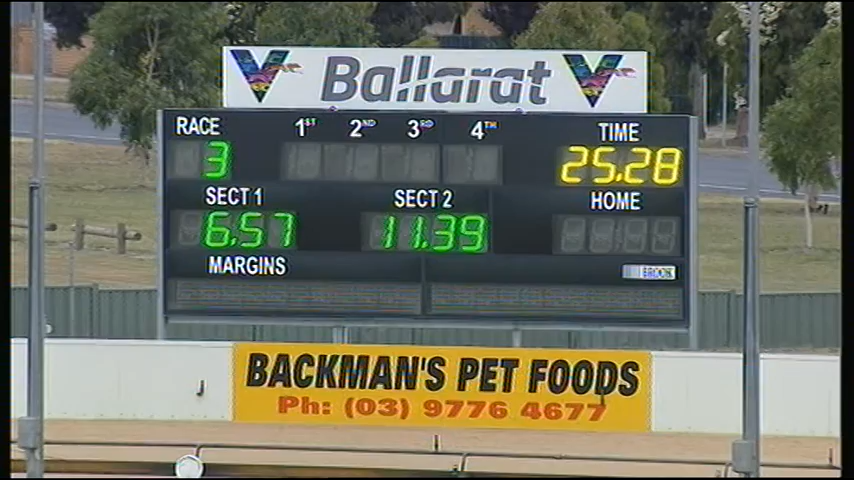 Ballarat
RACE 1ST 2ND 3RD 4TH TIME
3 25.28
SECT 1 SECT 2 HOME
6.57 11.39
MARGINS
BROOK
BACKMAN'S PET FOODS
Ph: (03) 9776 4677